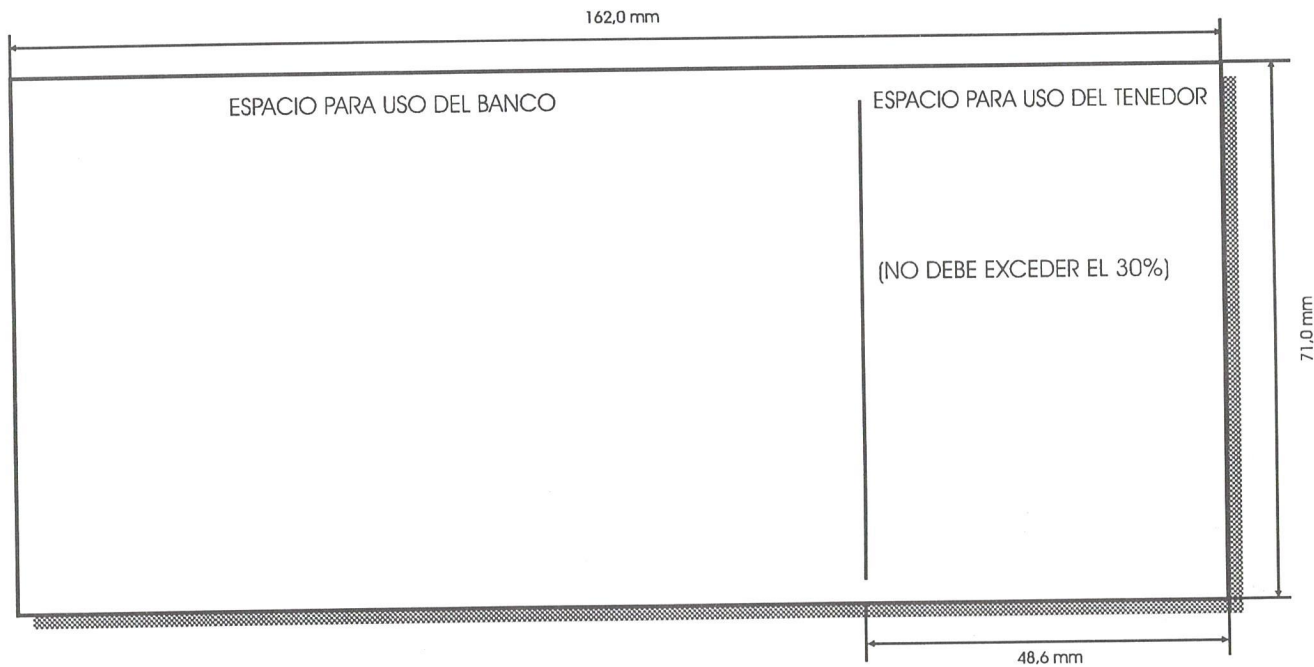 162,0 mm
ESPACIO PARA USO DEL BANCO
ESPACIO PARA USO DEL TENEDOR
(NO DEBE EXCEDER EL 30%)
71,0 mm
48,6 mm